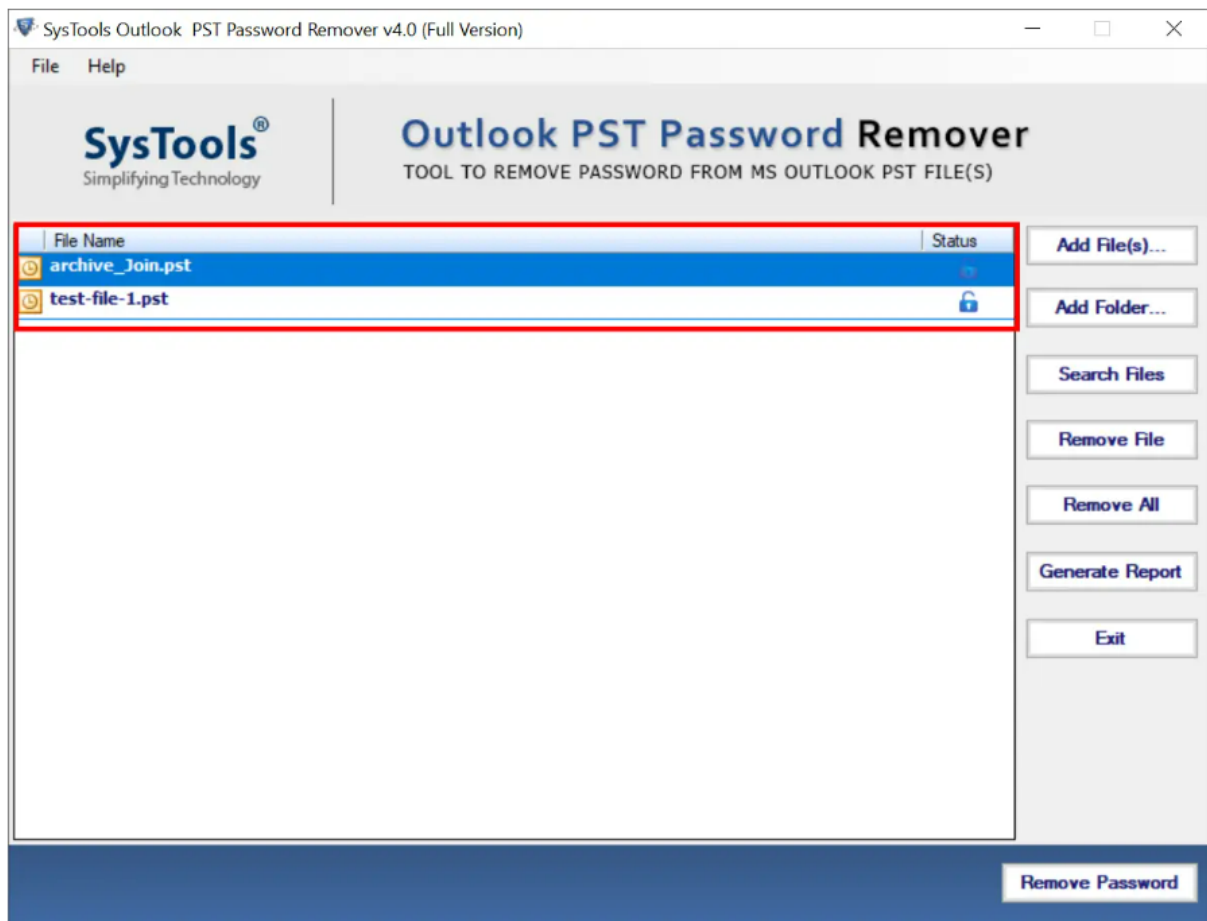 SysTools Outlook  PST Password Remover v4.0 (Full Version)
File Help
SysTools®
Simplifying Technology
Outlook PST Password Remover
TOOL TO REMOVE PASSWORD FROM MS OUTLOOK PST FILE(S)
File Name Status
archive_Join.pst
test-file-1.pst
Add File(s)...
Add Folder...
Search Files
Remove File
Remove All
Generate Report
Exit
Remove Password